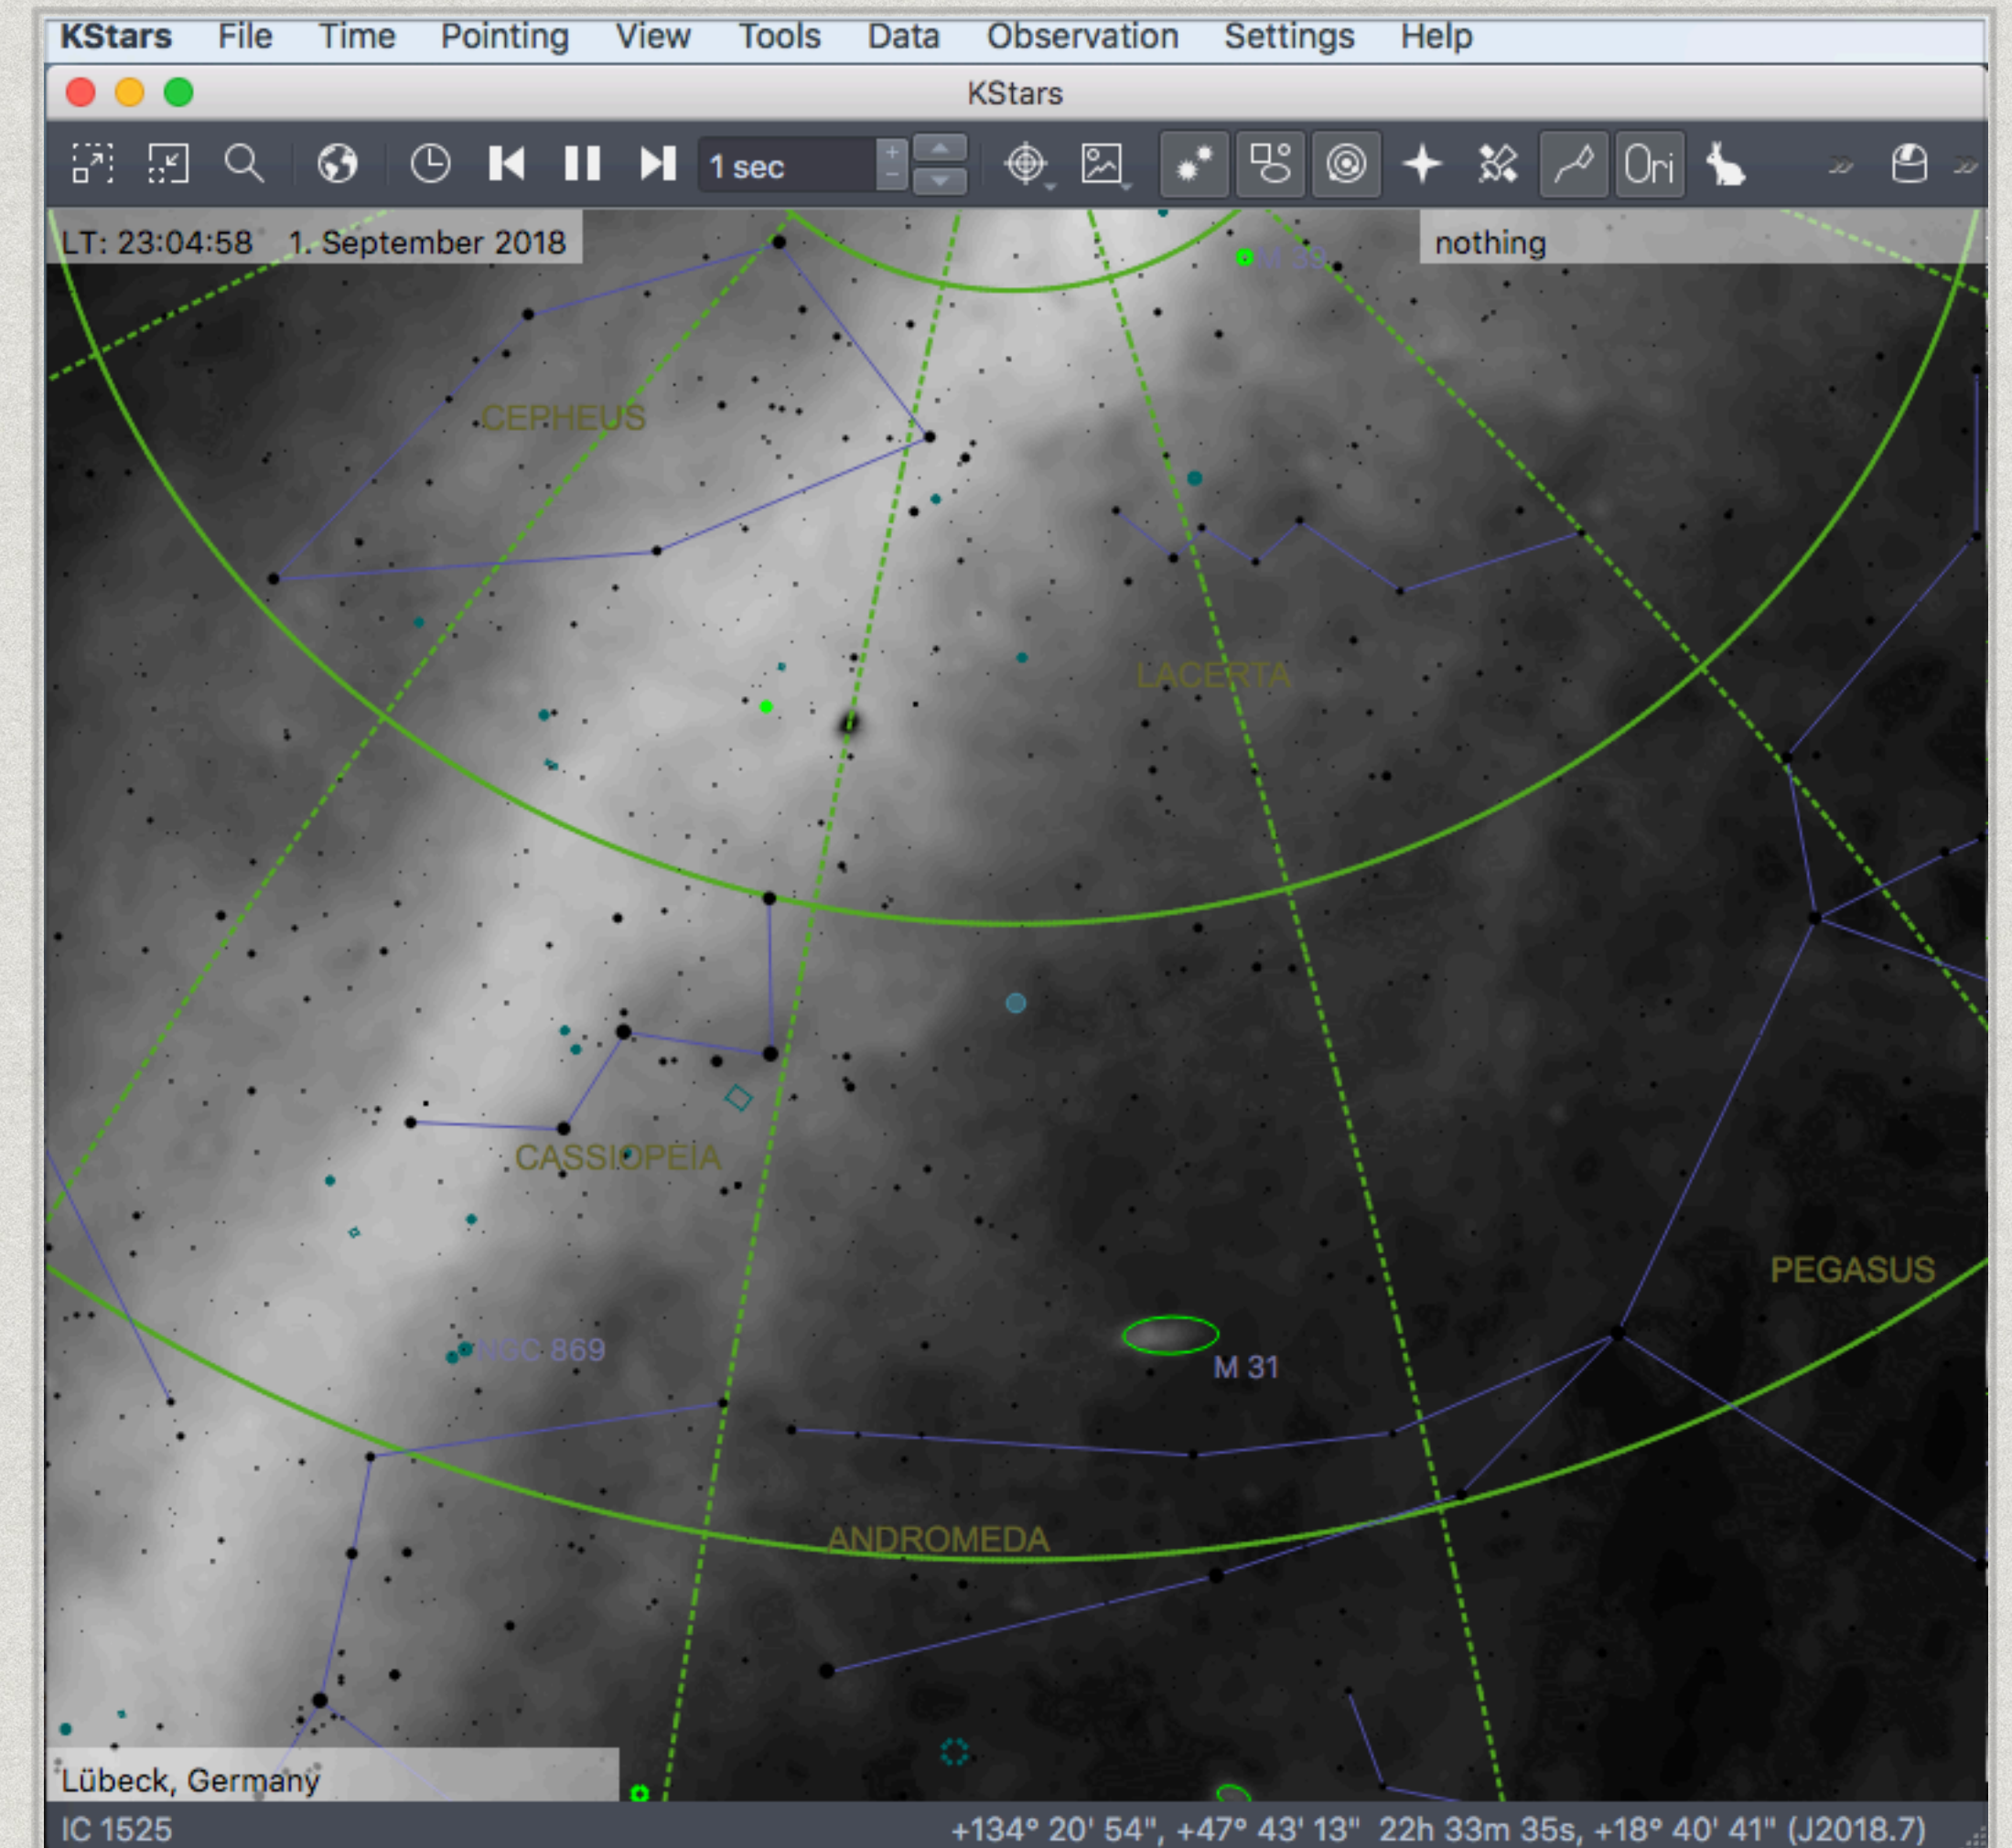 KStars File Time Pointing View Tools Data Observation Settings Help
KStars
1 sec Ori
LT: 23:04:58 1. September 2018
nothing
M 39
CEPHEUS
LACERTA
CASSIOPEIA
PEGASUS
NGC 869
M 31
ANDROMEDA
Lübeck, Germany
IC 1525 +134° 20' 54", +47° 43' 13" 22h 33m 35s, +18° 40' 41" (J2018.7)